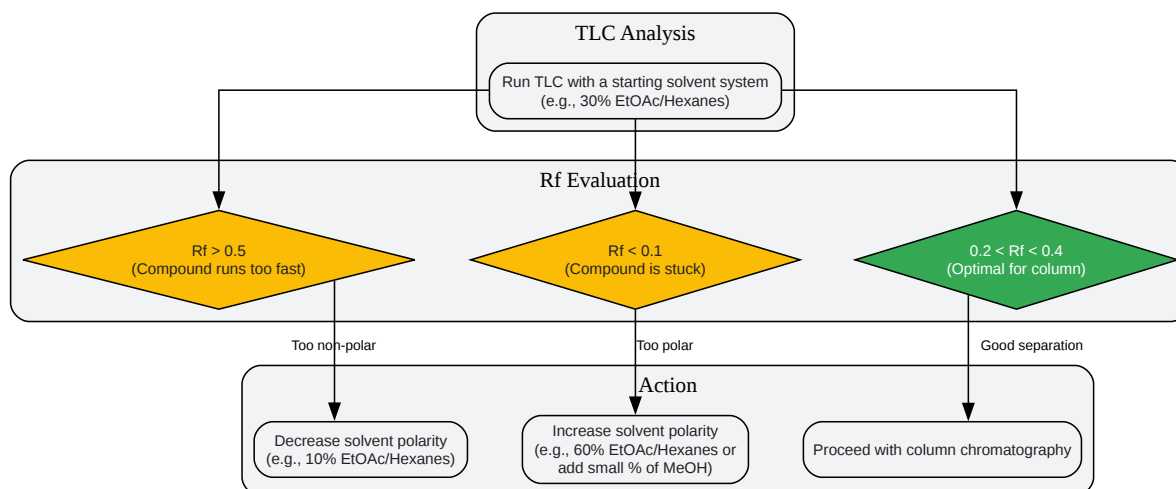 TLC Analysis
Run TLC with a starting solvent system
(e.g., 30% EtOAc/Hexanes)
Rf Evaluation
Rf > 0.5
(Compound runs too fast)
Rf < 0.1
(Compound is stuck)
0.2 < Rf < 0.4
(Optimal for column)
Too non-polar
Too polar
Good separation
Action
Decrease solvent polarity
(e.g., 10% EtOAc/Hexanes)
Increase solvent polarity
(e.g., 60% EtOAc/Hexanes or
add small % of MeOH)
Proceed with column chromatography